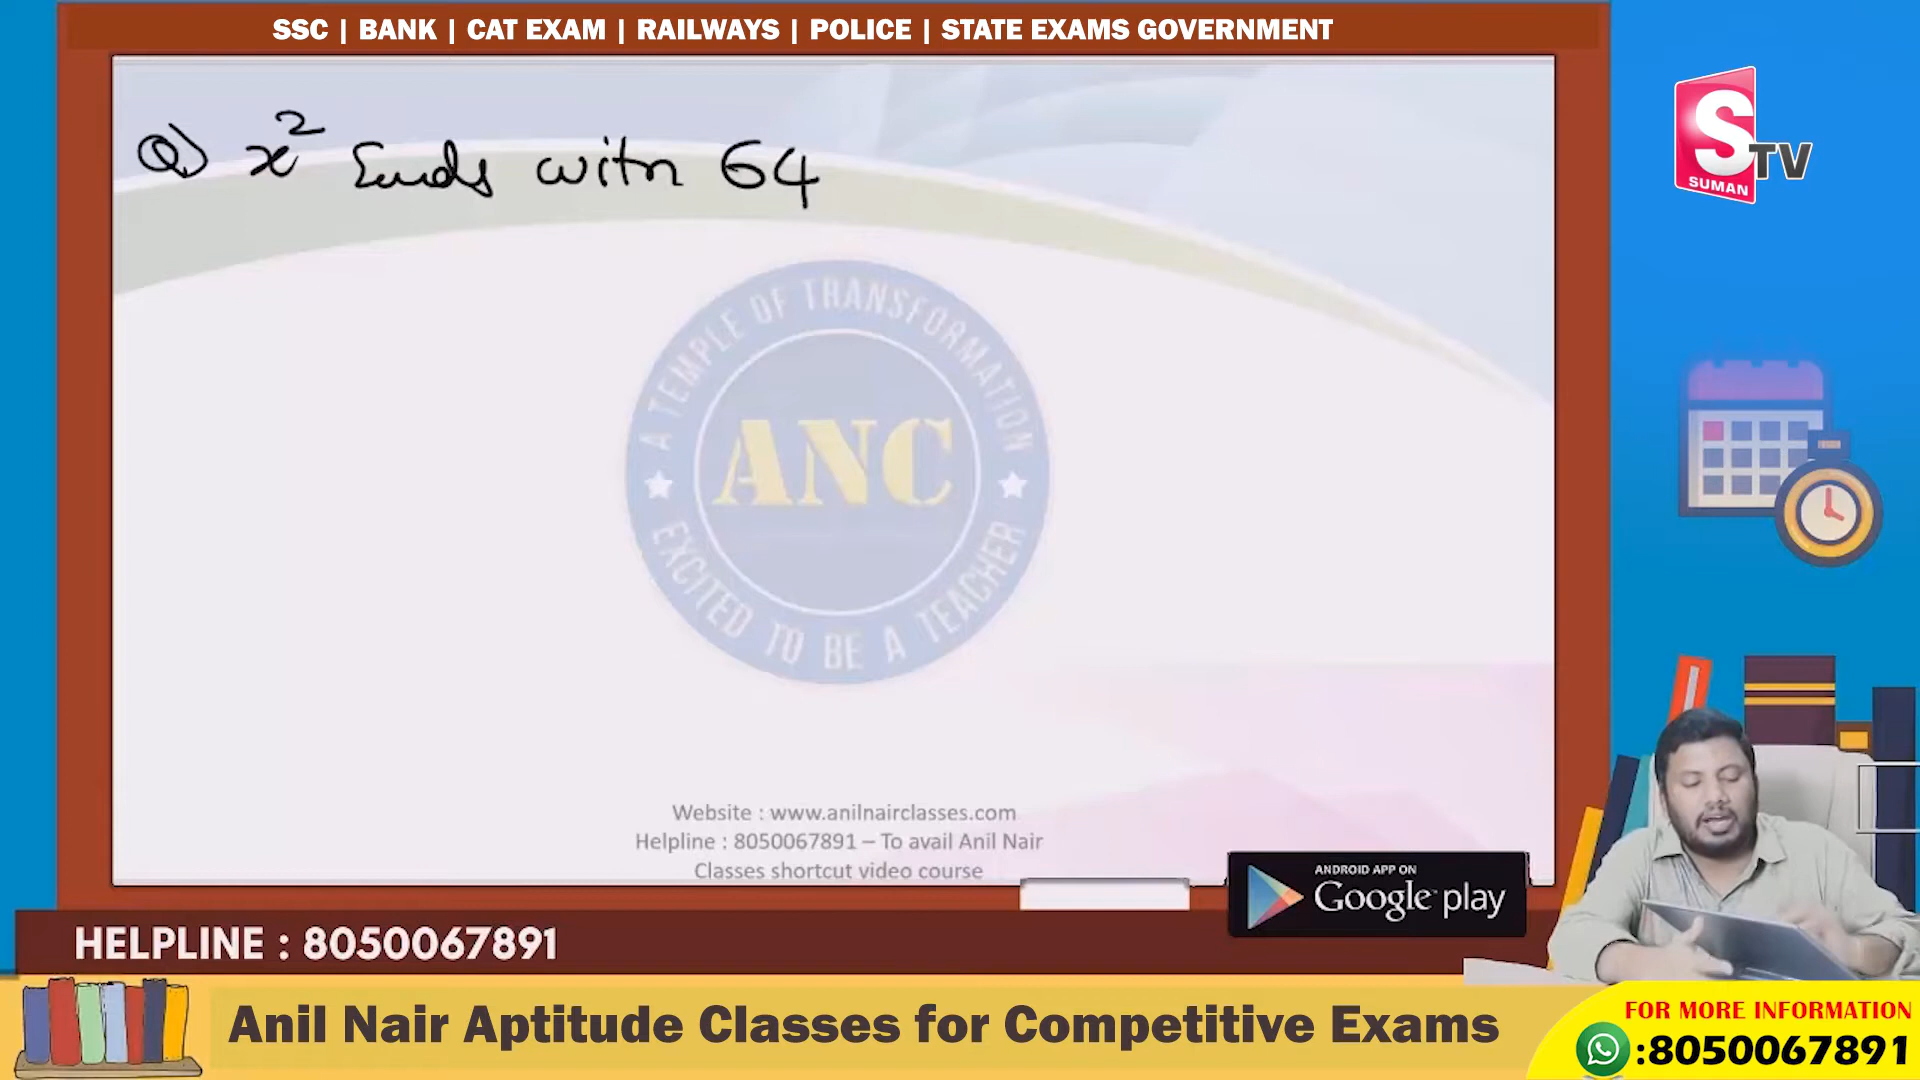 SSC | BANK | CAT EXAM | RAILWAYS | POLICE | STATE EXAMS GOVERNMENT
S TV
SUMAN
Q) x² Ends with 64
A TEMPLE OF TRANSFORMATION
ANC
EXCITED TO BE A TEACHER
Website : www.anilnairclasses.com
Helpline : 8050067891 – To avail Anil Nair
Classes shortcut video course
ANDROID APP ON
Google play
HELPLINE : 8050067891
Anil Nair Aptitude Classes for Competitive Exams
FOR MORE INFORMATION
:8050067891